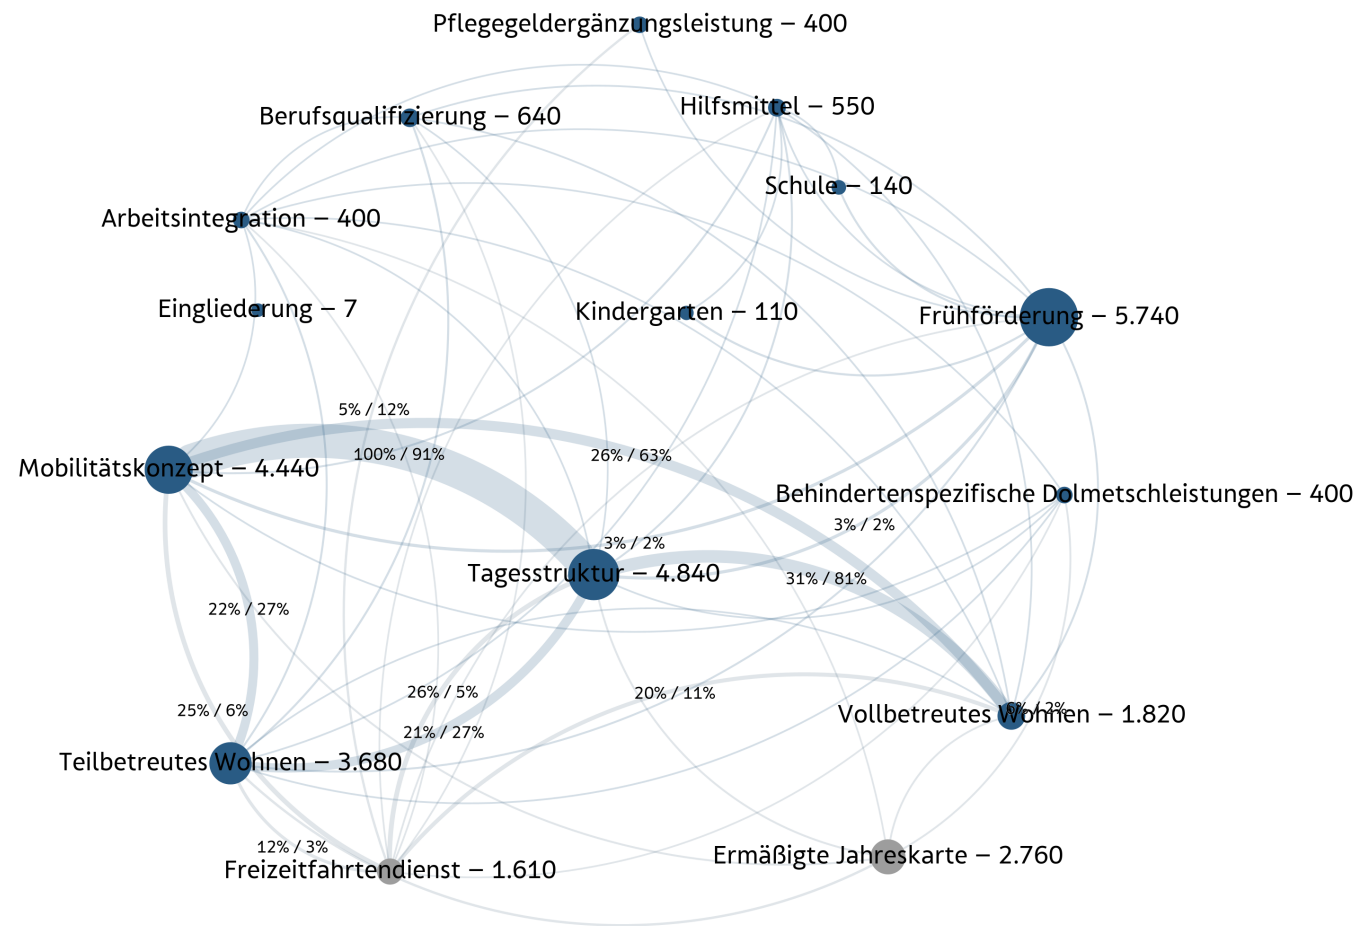 Pflegegeldergänzungsleistung – 400
Hilfsmittel – 550
Berufsqualifizierung – 640
Schule – 140
Arbeitsintegration – 400
Eingliederung – 7
Kindergarten – 110
Frühförderung – 5.740
5% / 12%
100% / 91%
26% / 63%
Mobilitätskonzept – 4.440
Behindertenspezifische Dolmetschleistungen – 400
3% / 2%
3% / 2%
Tagesstruktur – 4.840
31% / 81%
22% / 27%
26% / 5%
20% / 11%
25% / 6%
6% / 2%
Vollbetreutes Wohnen – 1.820
21% / 27%
Teilbetreutes Wohnen – 3.680
12% / 3%
Freizeitfahrtendienst – 1.610
Ermäßigte Jahreskarte – 2.760